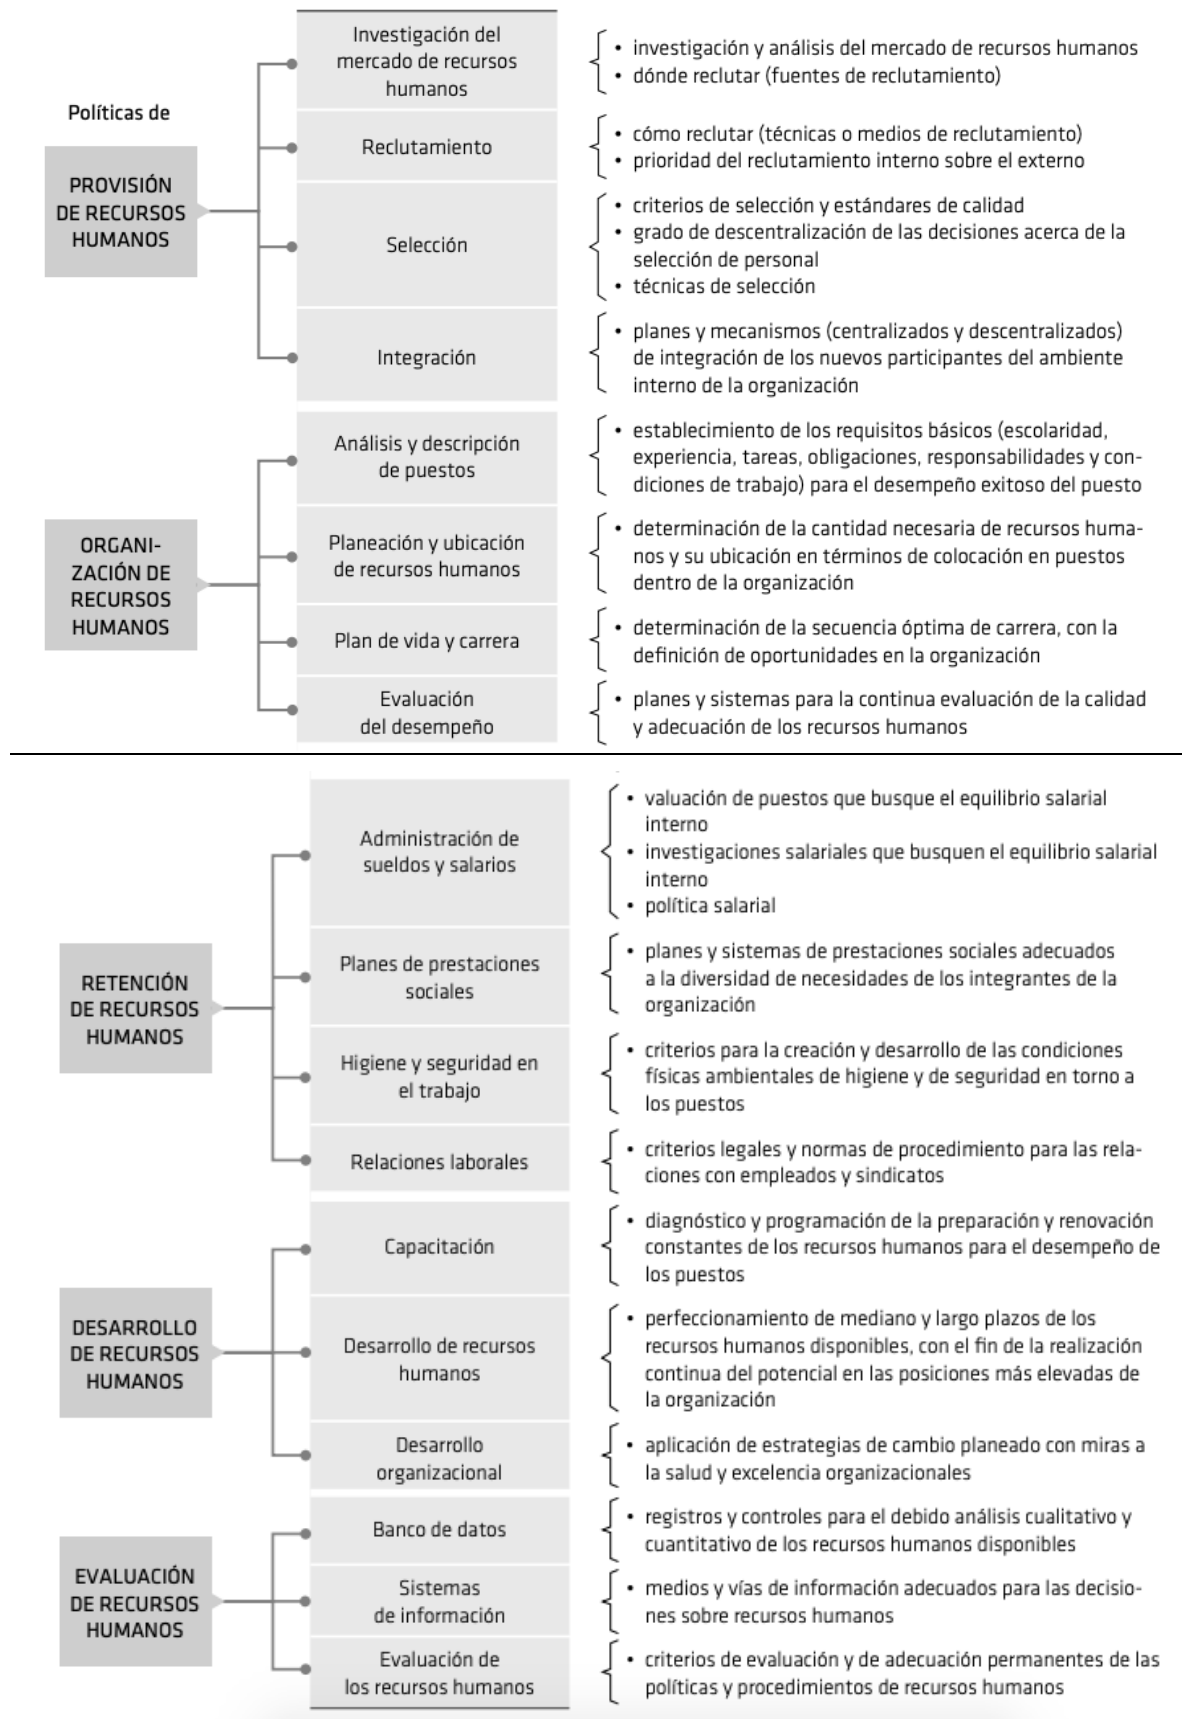 Políticas de
PROVISIÓN
DE RECURSOS
HUMANOS
Investigación del
mercado de recursos
humanos
• investigación y análisis del mercado de recursos humanos
• dónde reclutar (fuentes de reclutamiento)
Reclutamiento
• cómo reclutar (técnicas o medios de reclutamiento)
• prioridad del reclutamiento interno sobre el externo
Selección
• criterios de selección y estándares de calidad
• grado de descentralización de las decisiones acerca de la
selección de personal
• técnicas de selección
Integración
• planes y mecanismos (centralizados y descentralizados)
de integración de los nuevos participantes del ambiente
interno de la organización
ORGANI-
ZACIÓN DE
RECURSOS
HUMANOS
Análisis y descripción
de puestos
• establecimiento de los requisitos básicos (escolaridad,
experiencia, tareas, obligaciones, responsabilidades y con-
diciones de trabajo) para el desempeño exitoso del puesto
Planeación y ubicación
de recursos humanos
• determinación de la cantidad necesaria de recursos huma-
nos y su ubicación en términos de colocación en puestos
dentro de la organización
Plan de vida y carrera
• determinación de la secuencia óptima de carrera, con la
definición de oportunidades en la organización
Evaluación
del desempeño
• planes y sistemas para la continua evaluación de la calidad
y adecuación de los recursos humanos
RETENCIÓN
DE RECURSOS
HUMANOS
Administración de
sueldos y salarios
• valuación de puestos que busque el equilibrio salarial
interno
• investigaciones salariales que busquen el equilibrio salarial
interno
• política salarial
Planes de prestaciones
sociales
• planes y sistemas de prestaciones sociales adecuados
a la diversidad de necesidades de los integrantes de la
organización
Higiene y seguridad en
el trabajo
• criterios para la creación y desarrollo de las condiciones
físicas ambientales de higiene y de seguridad en torno a
los puestos
Relaciones laborales
• criterios legales y normas de procedimiento para las rela-
ciones con empleados y sindicatos
DESARROLLO
DE RECURSOS
HUMANOS
Capacitación
• diagnóstico y programación de la preparación y renovación
constantes de los recursos humanos para el desempeño de
los puestos
Desarrollo de recursos
humanos
• perfeccionamiento de mediano y largo plazos de los
recursos humanos disponibles, con el fin de la realización
continua del potencial en las posiciones más elevadas de
la organización
Desarrollo
organizacional
• aplicación de estrategias de cambio planeado con miras a
la salud y excelencia organizacionales
EVALUACIÓN
DE RECURSOS
HUMANOS
Banco de datos
• registros y controles para el debido análisis cualitativo y
cuantitativo de los recursos humanos disponibles
Sistemas
de información
• medios y vías de información adecuados para las decisio-
nes sobre recursos humanos
Evaluación de
los recursos humanos
• criterios de evaluación y de adecuación permanentes de las
políticas y procedimientos de recursos humanos